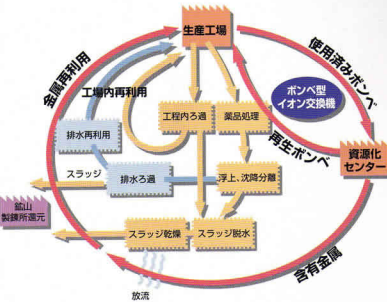 生産工場
使用済みボンベ
金属再利用
工場内再利用
ボンベ型
イオン交換機
工程内ろ過
薬品処理
排水再利用
再生ボンベ
資源化
センター
スラッジ
排水ろ過
浮上、沈降分離
鉱山
製錬所還元
スラッジ乾燥
スラッジ脱水
含有金属
放流